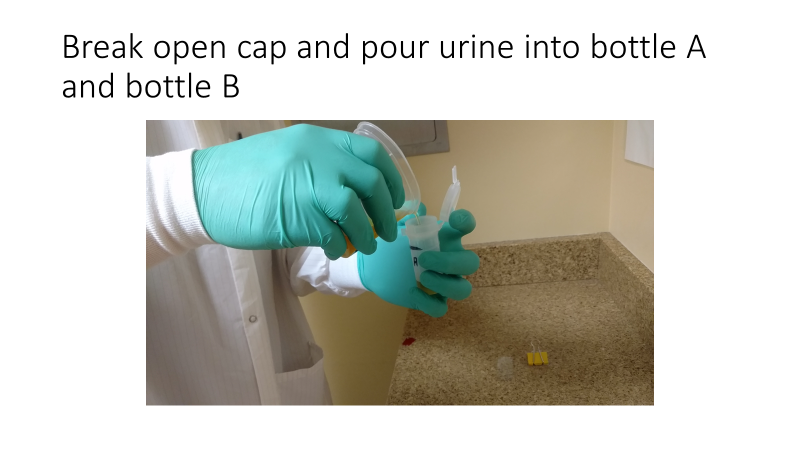 Break open cap and pour urine into bottle A
and bottle B